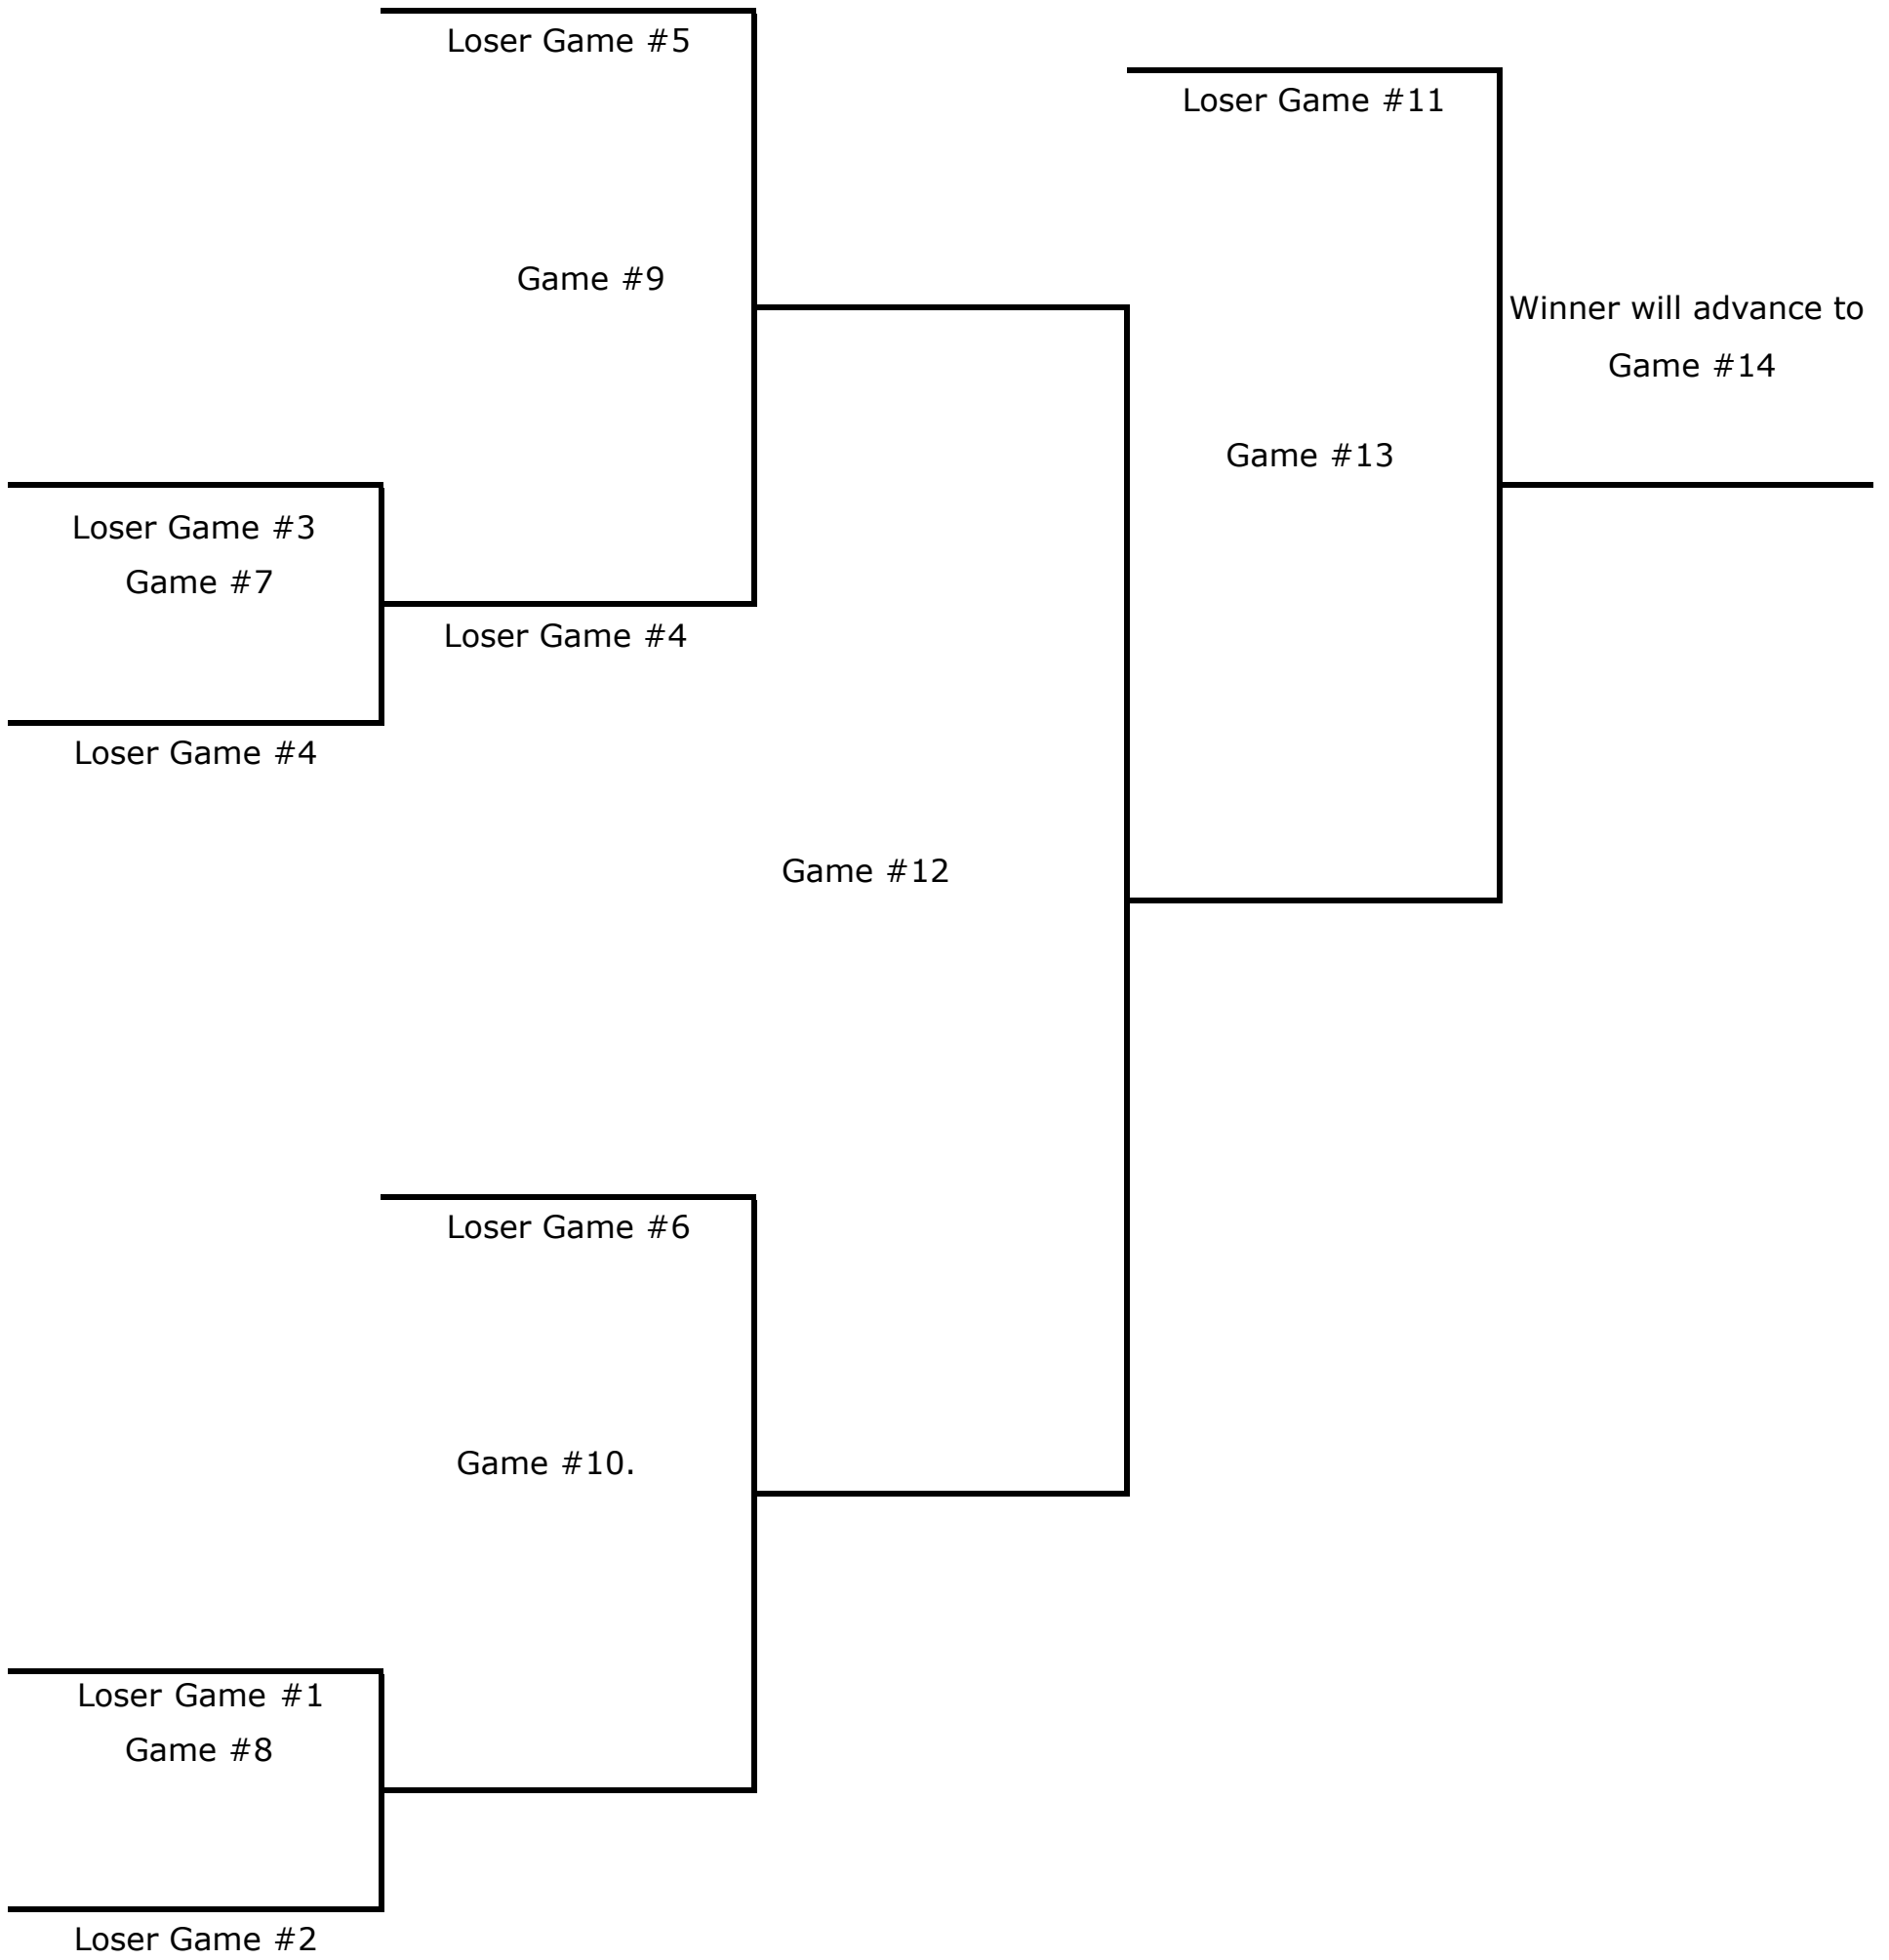 Loser Game #5
Loser Game #11
Game #9
Winner will advance to
Game #14
Game #13
Loser Game #3
Game #7
Loser Game #4
Loser Game #4
Game #12
Loser Game #6
Game #10.
Loser Game #1
Game #8
Loser Game #2